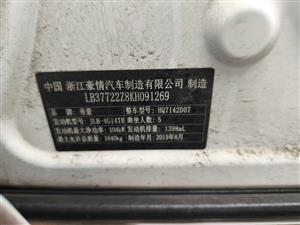 中国 浙江豪情汽车制造有限公司 制造
LB37722Z8KH091269
品牌 帝豪 整车型号 HQ7142D07
发动机型号 JLB-4G14TB 乘坐人数 5
发动机最大净功率 104kW 发动机排量 1398mL
最大允许总质量 1640kg 制造年月 2019年6月